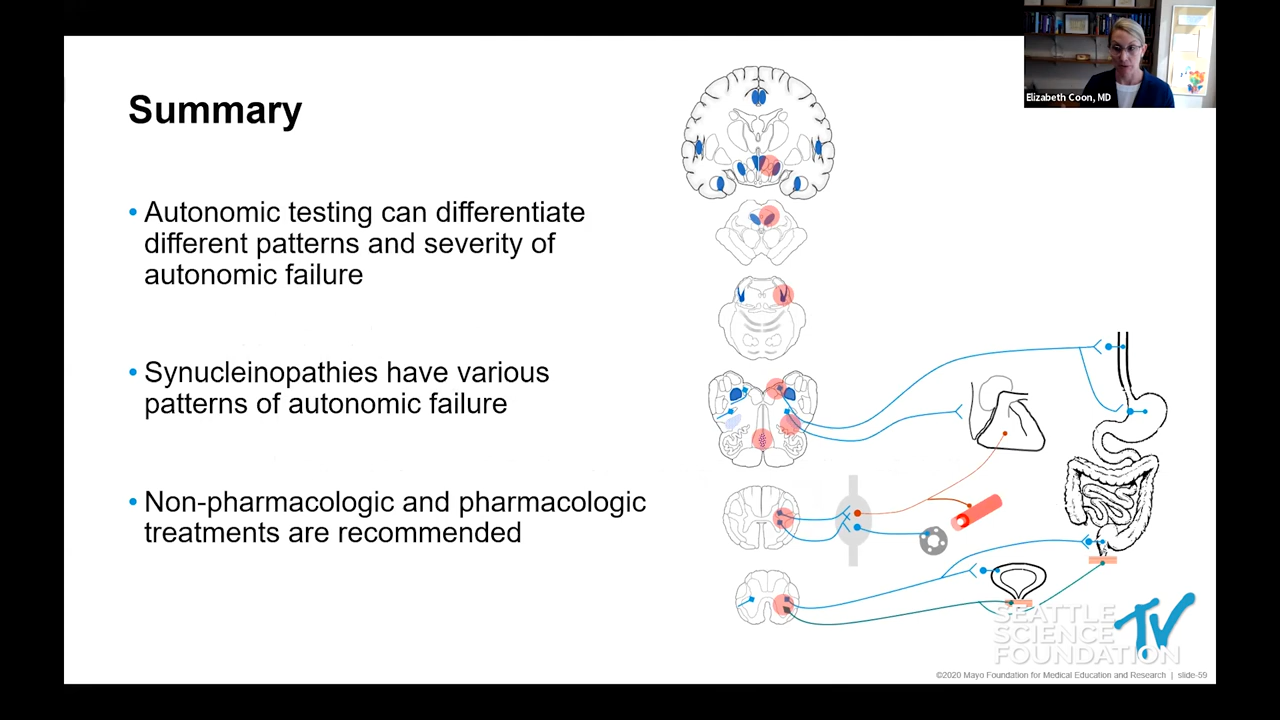 Elizabeth Coon, MD
Summary
• Autonomic testing can differentiate
different patterns and severity of
autonomic failure
• Synucleinopathies have various
patterns of autonomic failure
• Non-pharmacologic and pharmacologic
treatments are recommended
SEATTLE
SCIENCE
FOUNDATION
TV
©2020 Mayo Foundation for Medical Education and Research | slide-59